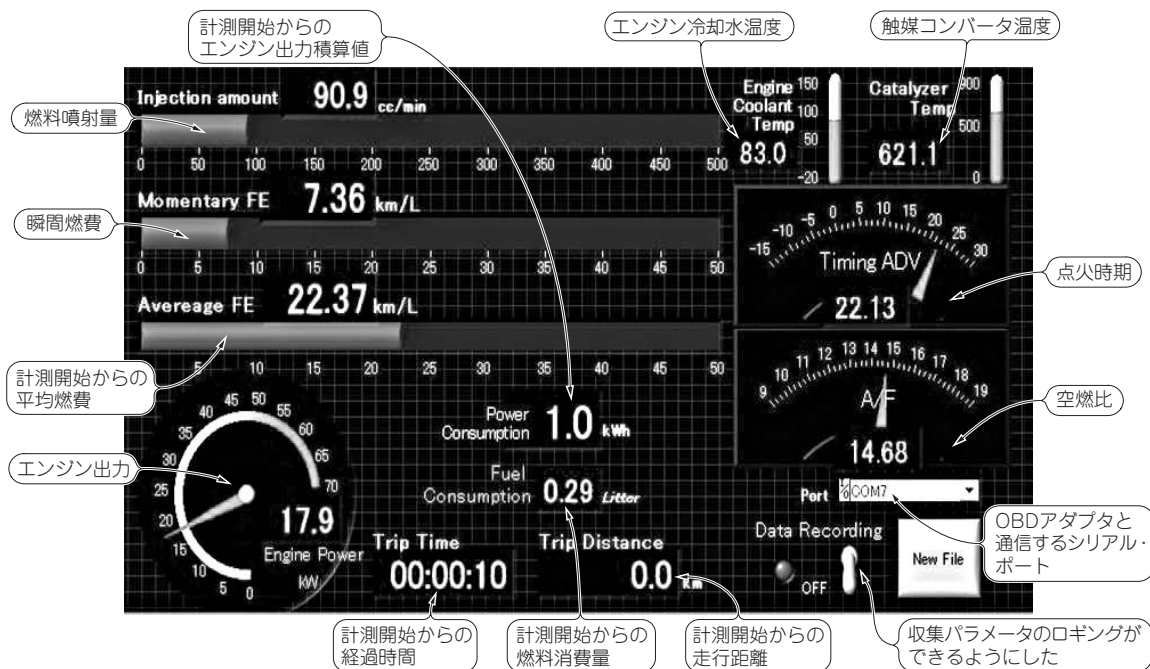 計測開始からの
エンジン出力積算値
エンジン冷却水温度
触媒コンバータ温度
Injection amount 90.9 cc/min
燃料噴射量
0 50 100 150 200 250 300 350 400 450 500
Engine
Coolant
Temp
83.0
150
100
50
-20
Catalyzer
Temp
621.1
900
500
0
Momentary FE 7.36 km/L
瞬間燃費
0 5 10 15 20 25 30 35 40 45 50
-15 -10 -5 0 5 10 15 20 25 30
Timing ADV
22.13
点火時期
Avereage FE 22.37 km/L
計測開始からの
平均燃費
5 10 15 20 25 30 35 40 45 50
9 10 11 12 13 14 15 16 17 18 19
A/F
14.68
空燃比
エンジン出力
0 5 10 15 20 25 30 35 40 45 50 55 60 65 70
17.9
Engine Power
kW
Power
Consumption 1.0 kWh
Fuel
Consumption 0.29 Litter
Port COM7
OBDアダプタと
通信するシリアル・
ポート
Trip Time
00:00:10
Trip Distance
0.0 Km
Data Recording
OFF
New File
計測開始からの
経過時間
計測開始からの
燃料消費量
計測開始からの
走行距離
収集パラメータのロギングが
できるようにした